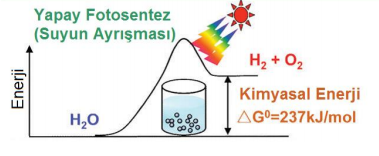 Yapay Fotosentez
(Suyun Ayrışması)
H₂ + O₂
Enerji
Kimyasal Enerji
△G⁰=237kJ/mol
H₂O